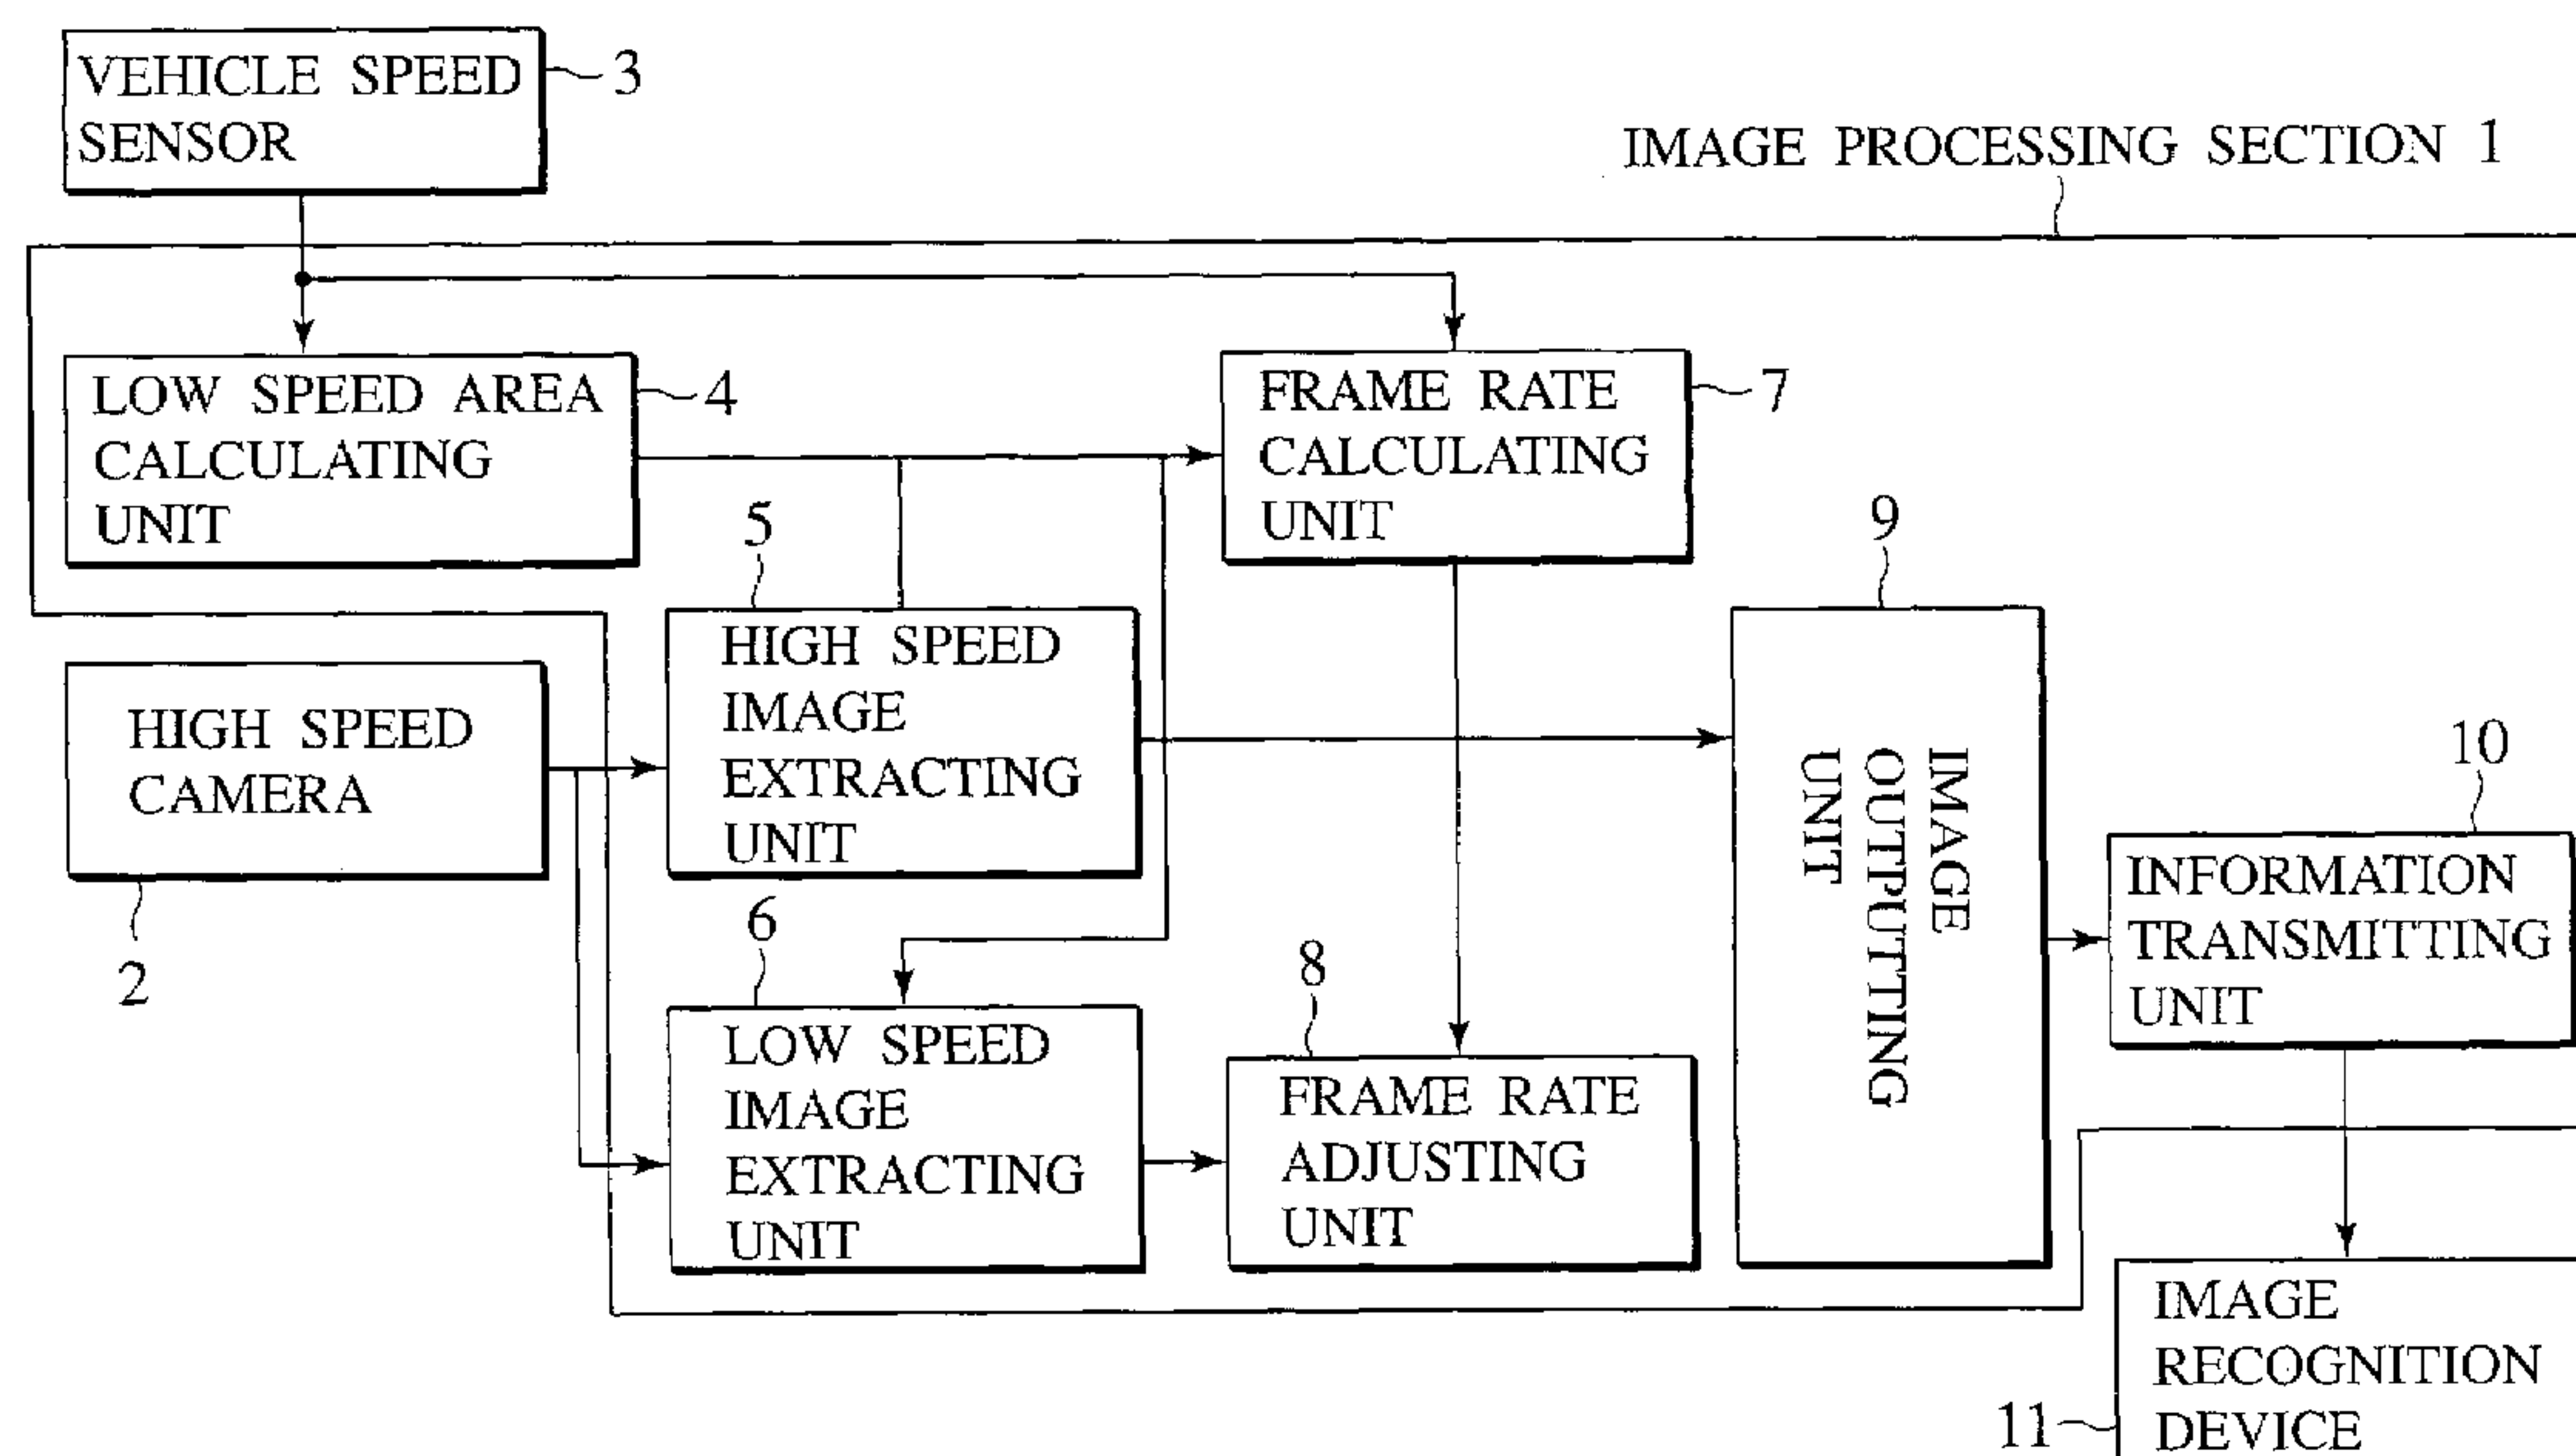 VEHICLE SPEED
SENSOR
3
IMAGE PROCESSING SECTION 1
LOW SPEED AREA
CALCULATING
UNIT
4
FRAME RATE
CALCULATING
UNIT
7
HIGH SPEED
CAMERA
2
5
HIGH SPEED
IMAGE
EXTRACTING
UNIT
9
IMAGE
OUTPUTTING
UNIT
10
INFORMATION
TRANSMITTING
UNIT
6
LOW SPEED
IMAGE
EXTRACTING
UNIT
8
FRAME RATE
ADJUSTING
UNIT
IMAGE
RECOGNITION
DEVICE
11